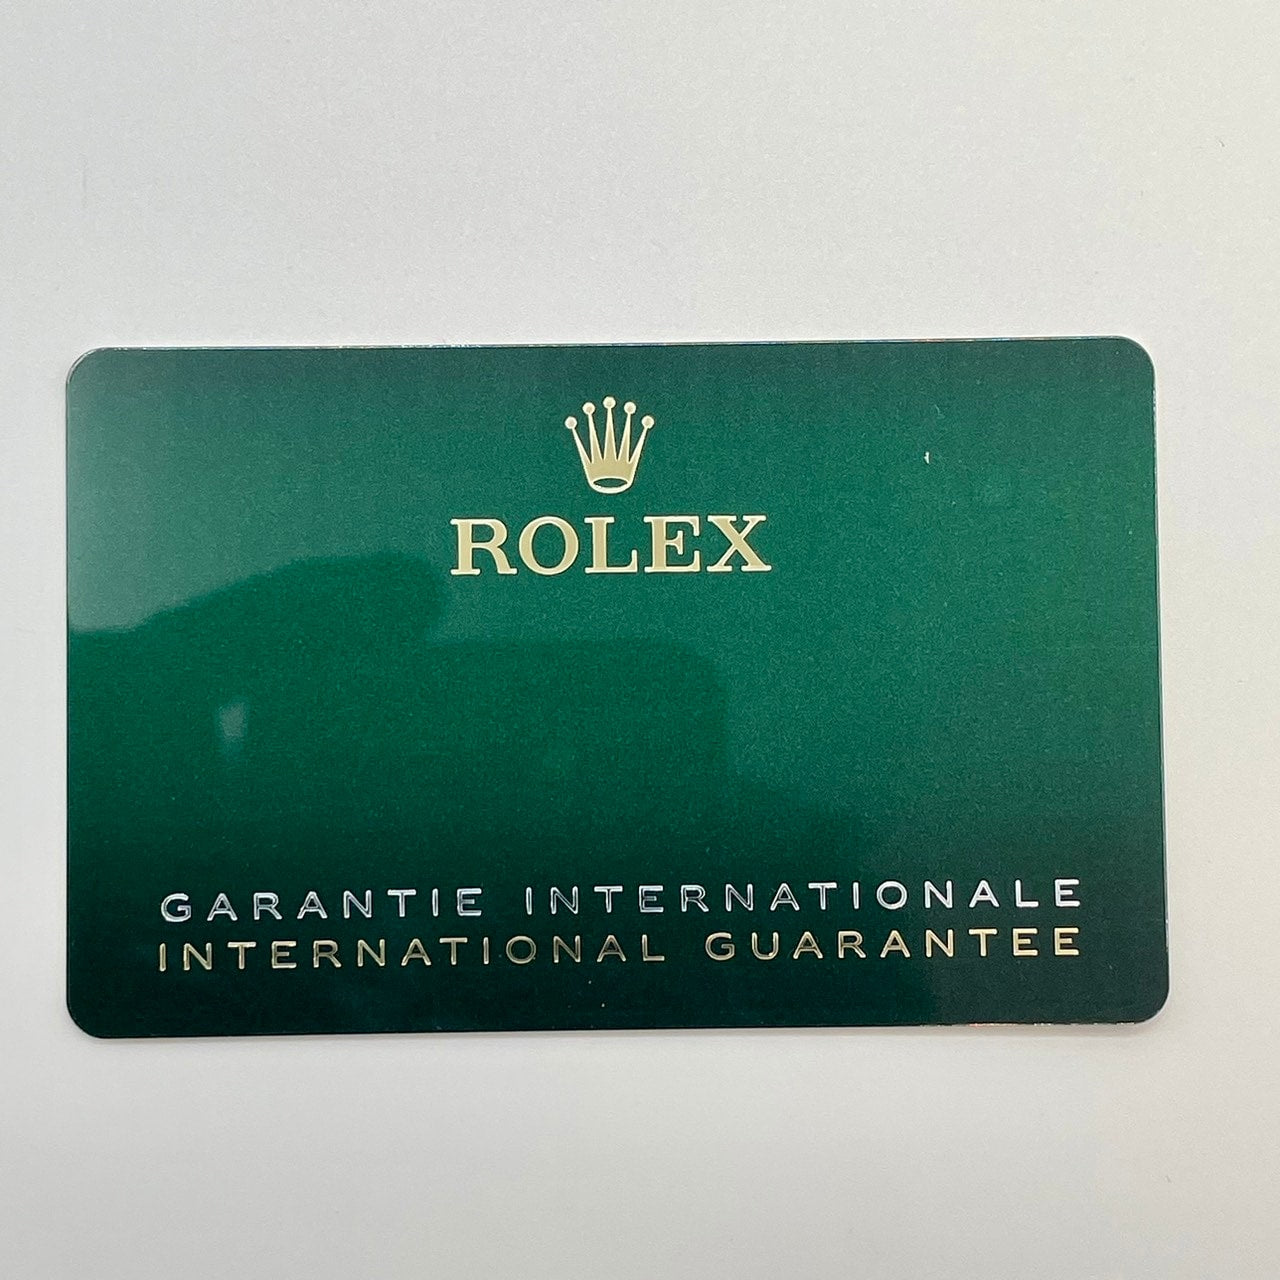 ROLEX
GARANTIE INTERNATIONALE
INTERNATIONAL GUARANTEE